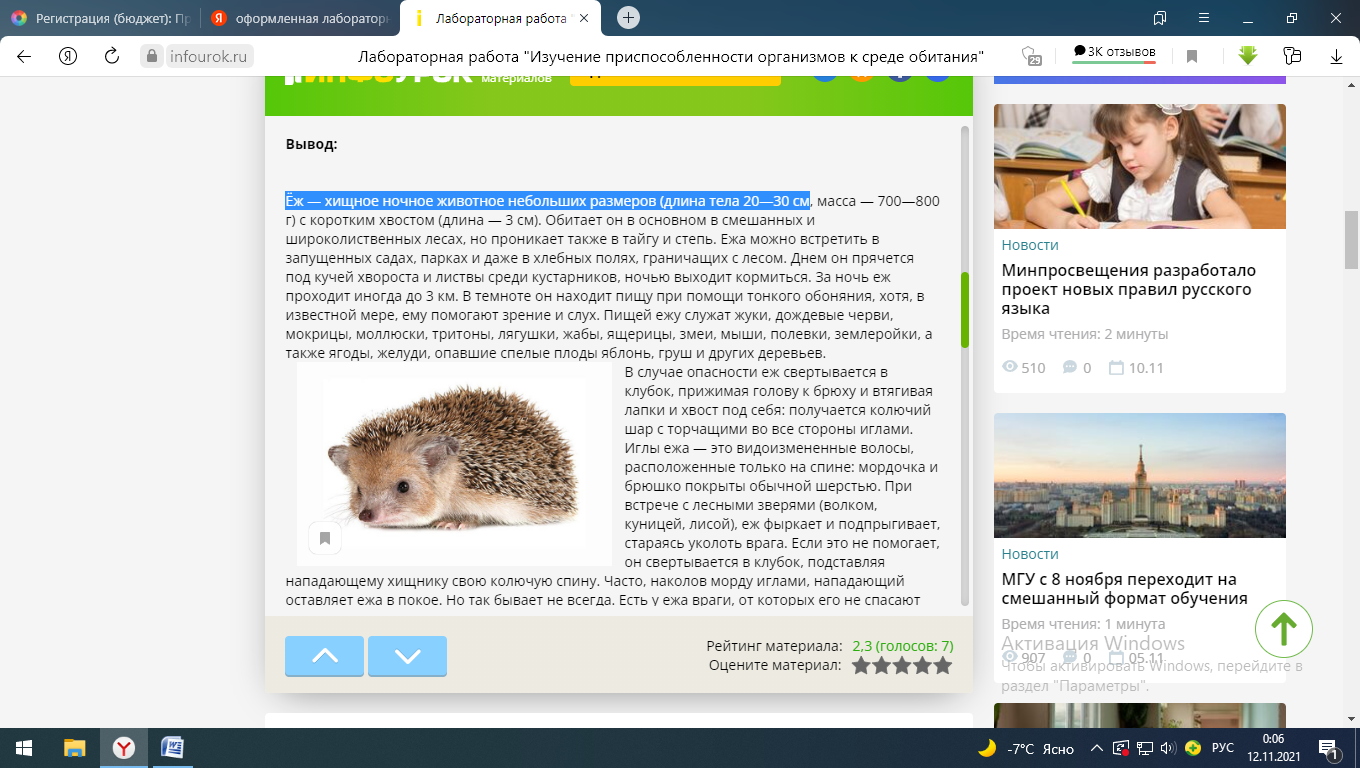 Регистрация (бюджет): Пр
оформленная лабораторн
Лабораторная работа "
infourok.ru
Лабораторная работа "Изучение приспособленности организмов к среде обитания"
29
3К отзывов
материалов
Вывод:
Ёж — хищное ночное животное небольших размеров (длина тела 20—30 см, масса — 700—800
г) с коротким хвостом (длина — 3 см). Обитает он в основном в смешанных и
широколиственных лесах, но проникает также в тайгу и степь. Ежа можно встретить в
запущенных садах, парках и даже в хлебных полях, граничащих с лесом. Днем он прячется
под кучей хвороста и листвы среди кустарников, ночью выходит кормиться. За ночь еж
проходит иногда до 3 км. В темноте он находит пищу при помощи тонкого обоняния, хотя, в
известной мере, ему помогают зрение и слух. Пищей ежу служат жуки, дождевые черви,
мокрицы, моллюски, тритоны, лягушки, жабы, ящерицы, змеи, мыши, полевки, землеройки, а
также ягоды, желуди, опавшие спелые плоды яблонь, груш и других деревьев.
В случае опасности еж свертывается в
клубок, прижимая голову к брюху и втягивая
лапки и хвост под себя: получается колючий
шар с торчащими во все стороны иглами.
Иглы ежа — это видоизмененные волосы,
расположенные только на спине: мордочка и
брюшко покрыты обычной шерстью. При
встрече с лесными зверями (волком,
куницей, лисой), еж фыркает и подпрыгивает,
стараясь уколоть врага. Если это не помогает,
он свертывается в клубок, подставляя
нападающему хищнику свою колючую спину. Часто, наколов морду иглами, нападающий
оставляет ежа в покое. Но так бывает не всегда. Есть у ежа враги, от которых его не спасают
Рейтинг материала: 2,3 (голосов: 7)
Оцените материал:
Новости
Минпросвещения разработало
проект новых правил русского
языка
Время чтения: 2 минуты
510 0 10.11
Новости
МГУ с 8 ноября переходит на
смешанный формат обучения
Время чтения: 1 минута
907 0 05.11
Активация Windows
Чтобы активировать Windows, перейдите в
раздел "Параметры".
-7°C Ясно
РУС
0:06
12.11.2021
1